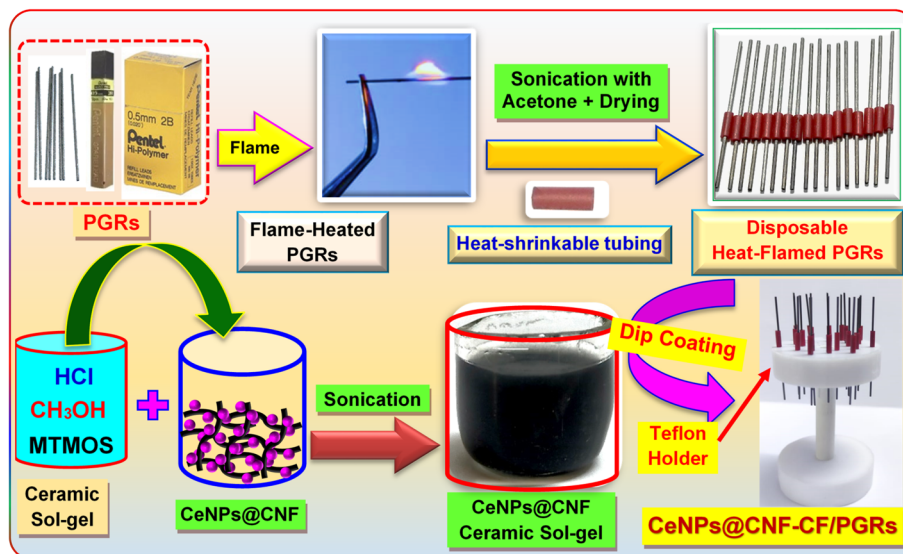 0.5mm 2B
Pentel
Hi-Polymer
PGRs
Flame
Flame-Heated
PGRs
Sonication with
Acetone + Drying
Heat-shrinkable tubing
Disposable
Heat-Flamed PGRs
HCl
CH₃OH
MTMOS
Ceramic
Sol-gel
CeNPs@CNF
Sonication
CeNPs@CNF
Ceramic Sol-gel
Dip Coating
Teflon
Holder
CeNPs@CNF-CF/PGRs